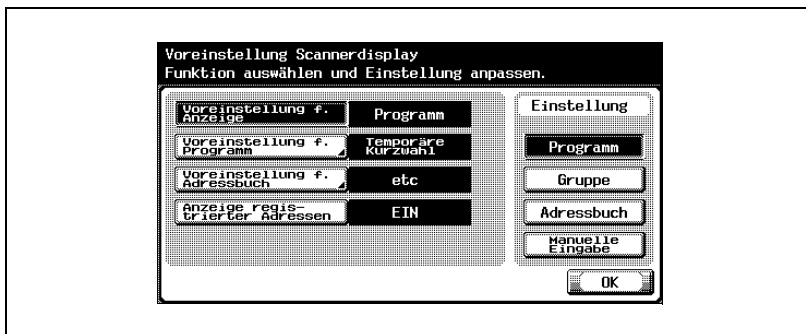 Voreinstellung Scannerdisplay
Funktion auswählen und Einstellung anpassen.
Voreinstellung f.
Anzeige
Programm
Voreinstellung f.
Programm
Temporäre
Kurzwahl
Voreinstellung f.
Adressbuch
etc
Anzeige regis-
trierter Adressen
EIN
Einstellung
Programm
Gruppe
Adressbuch
Manuelle
Eingabe
OK